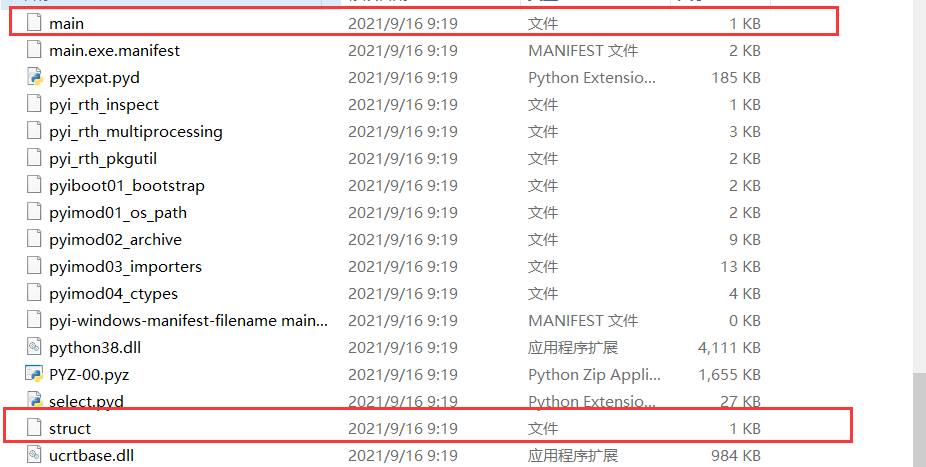 main 2021/9/16 9:19 文件 1 KB
main.exe.manifest 2021/9/16 9:19 MANIFEST 文件 2 KB
pyexpat.pyd 2021/9/16 9:19 Python Extensio... 185 KB
pyi_rth_inspect 2021/9/16 9:19 文件 1 KB
pyi_rth_multiprocessing 2021/9/16 9:19 文件 3 KB
pyi_rth_pkgutil 2021/9/16 9:19 文件 2 KB
pyiboot01_bootstrap 2021/9/16 9:19 文件 2 KB
pyimod01_os_path 2021/9/16 9:19 文件 2 KB
pyimod02_archive 2021/9/16 9:19 文件 9 KB
pyimod03_importers 2021/9/16 9:19 文件 13 KB
pyimod04_ctypes 2021/9/16 9:19 文件 4 KB
pyi-windows-manifest-filename main... 2021/9/16 9:19 MANIFEST 文件 0 KB
python38.dll 2021/9/16 9:19 应用程序扩展 4,111 KB
PYZ-00.pyz 2021/9/16 9:19 Python Zip Appli... 1,655 KB
select.pyd 2021/9/16 9:19 Python Extensio... 27 KB
struct 2021/9/16 9:19 文件 1 KB
ucrtbase.dll 2021/9/16 9:19 应用程序扩展 984 KB